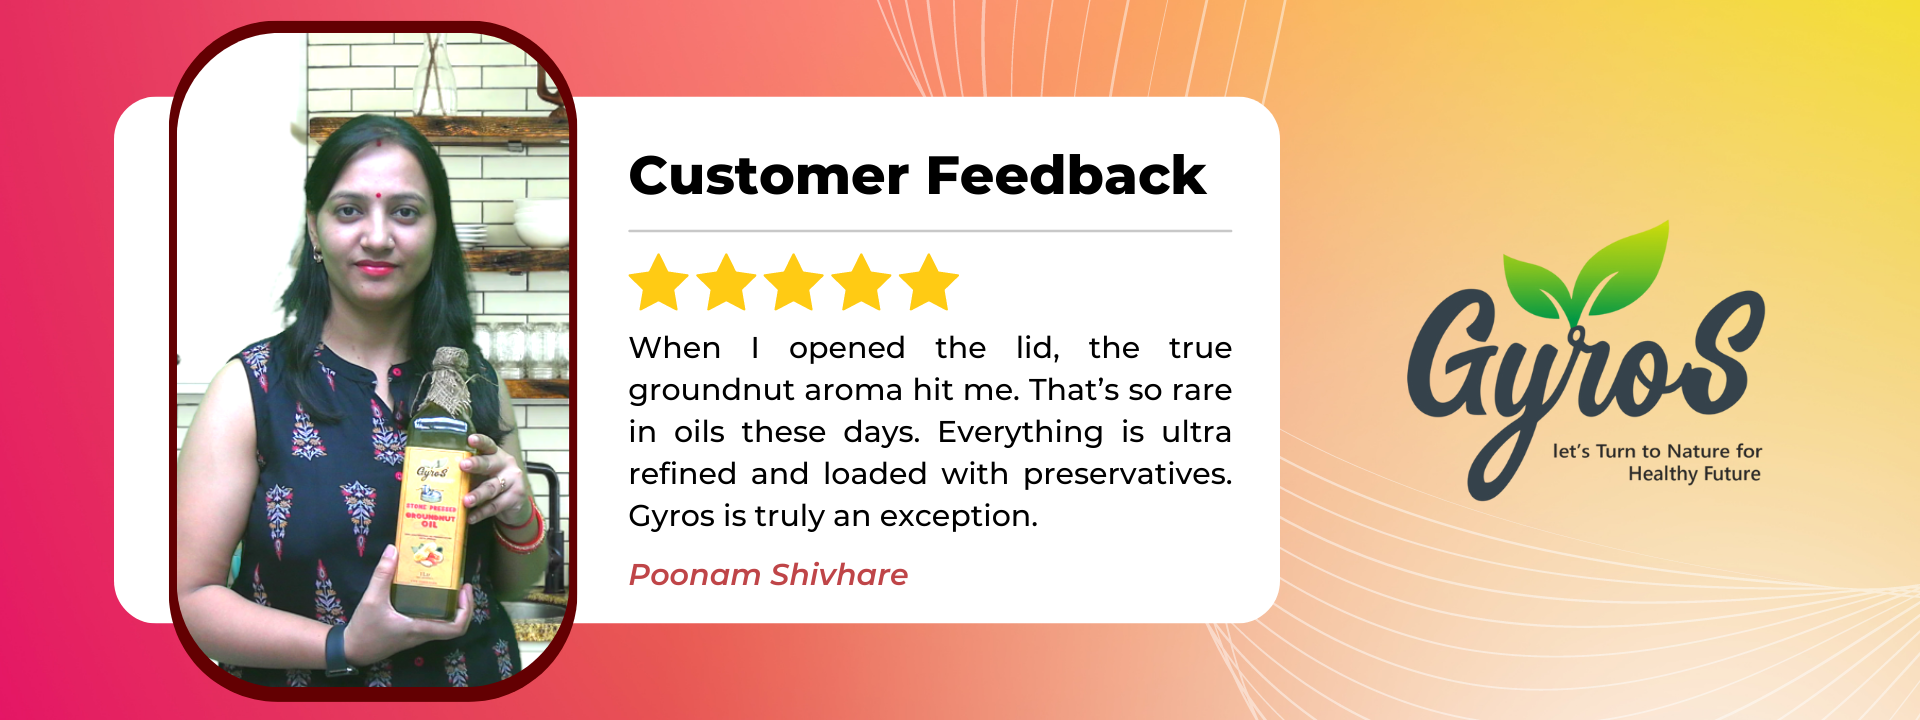 Customer Feedback
When I opened the lid, the true
groundnut aroma hit me. That’s so rare
in oils these days. Everything is ultra
refined and loaded with preservatives.
Gyros is truly an exception.
Poonam Shivhare
GyroS
STONE PRESSED
GROUNDNUT
OIL
GyroS
let’s Turn to Nature for
Healthy Future